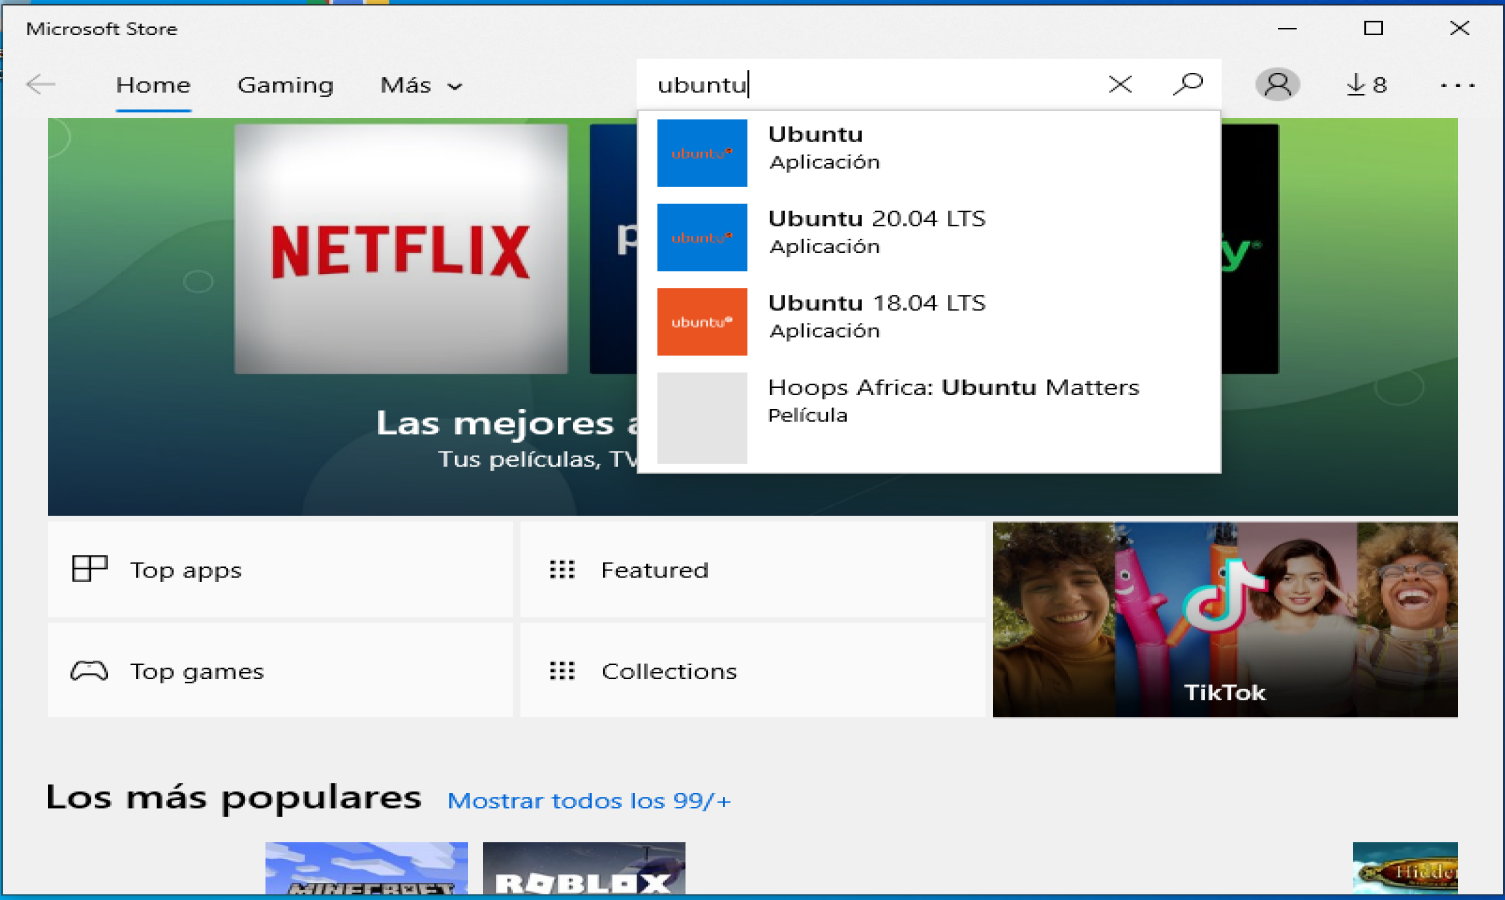 Microsoft Store
Home
Gaming
Más
ubuntu
8
ubuntu
Ubuntu
Aplicación
ubuntu
Ubuntu 20.04 LTS
Aplicación
ubuntu
Ubuntu 18.04 LTS
Aplicación
Hoops Africa: Ubuntu Matters
Película
NETFLIX
p
y
Las mejores a
Tus películas, TV
Top apps
Featured
Top games
Collections
TikTok
Los más populares
Mostrar todos los 99/+
MINECRAFT
ROBLOX
Hidde